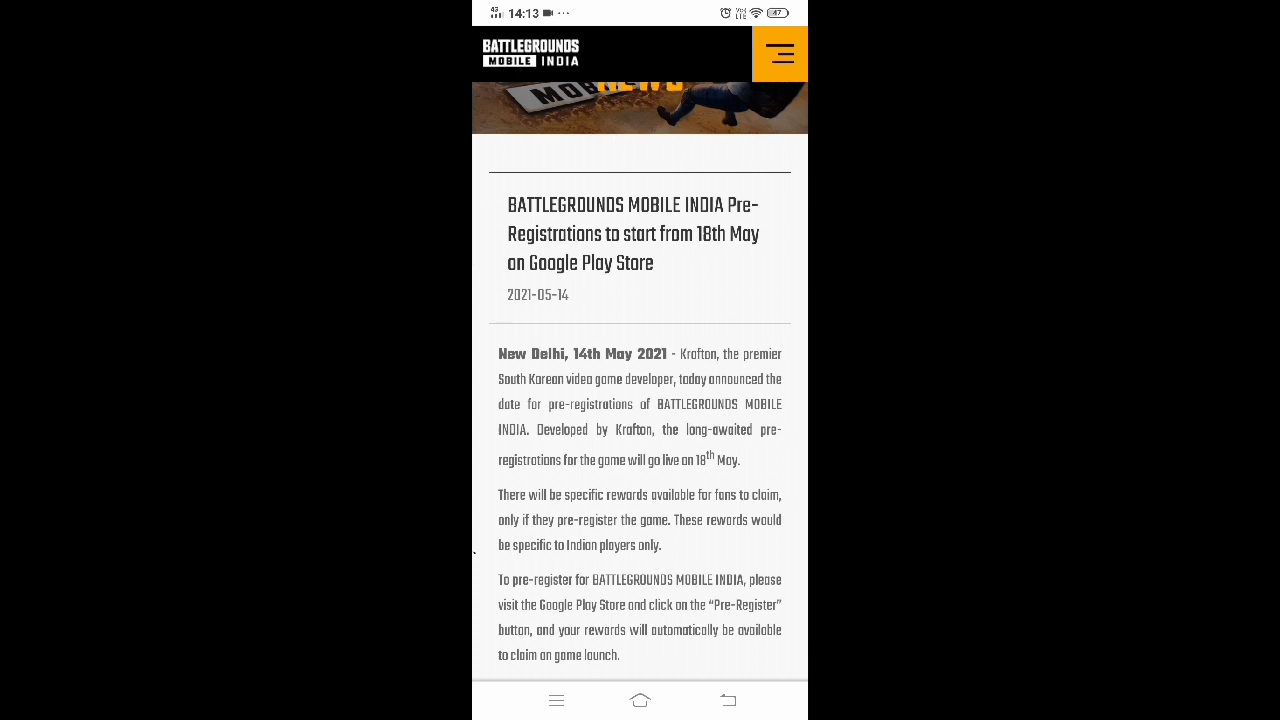 4G 14:13 ··· VoLTE 47
BATTLEGROUNDS
MOBILE INDIA
NEWS
MOB
BATTLEGROUNDS MOBILE INDIA Pre-
Registrations to start from 18th May
on Google Play Store
2021-05-14
New Delhi, 14th May 2021 - Krafton, the premier
South Korean video game developer, today announced the
date for pre-registrations of BATTLEGROUNDS MOBILE
INDIA. Developed by Krafton, the long-awaited pre-
registrations for the game will go live on 18th May.
There will be specific rewards available for fans to claim,
only if they pre-register the game. These rewards would
be specific to Indian players only.
To pre-register for BATTLEGROUNDS MOBILE INDIA, please
visit the Google Play Store and click on the “Pre-Register”
button, and your rewards will automatically be available
to claim on game launch.